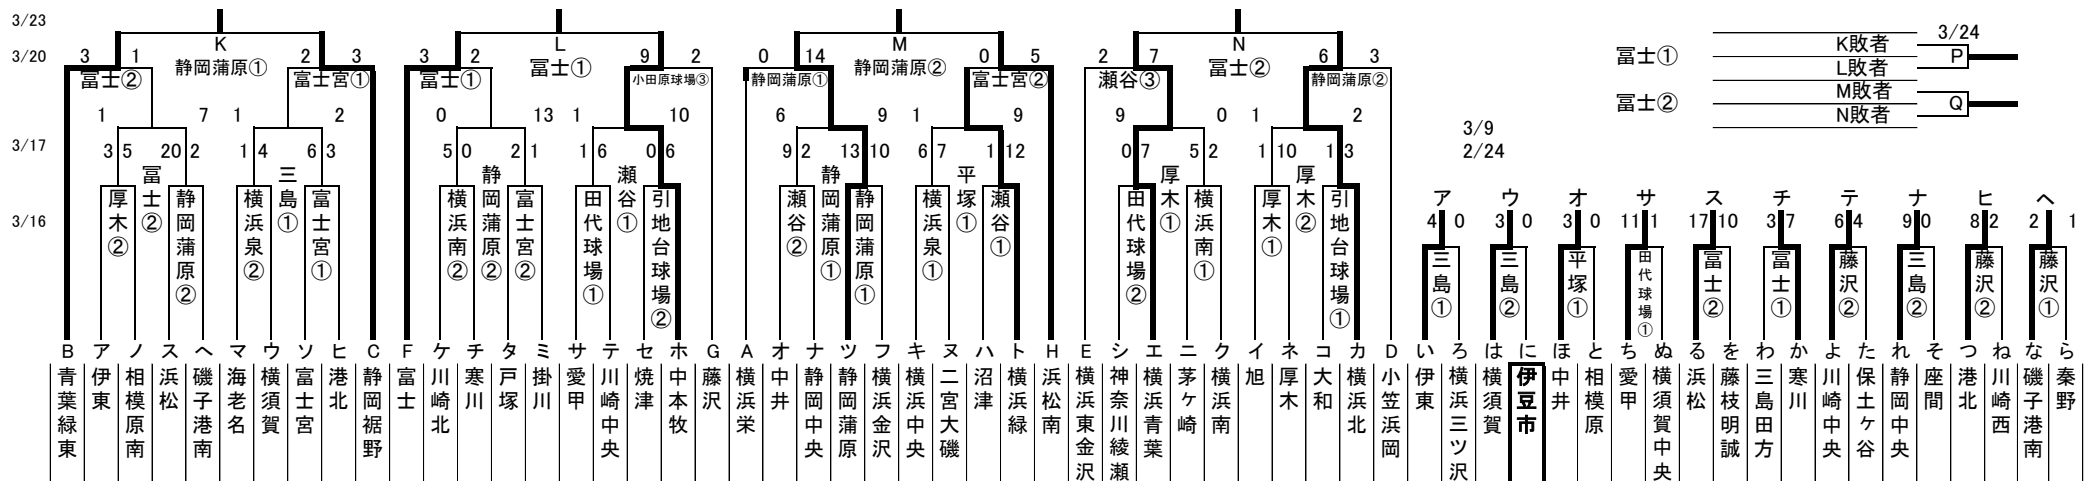 3/23
K
L
M
N
3/24
3/20
3 1 2 3 3 2 9 2 0 14 0 5 2 7 6 3
静岡蒲原①
冨士①
静岡蒲原②
冨士②
富士② 富士宮① 富士① 小田原球場③ 静岡蒲原① 富士宮② 瀬谷③ 静岡蒲原②
冨士① K敗者 P
L敗者
冨士② M敗者 Q
N敗者
1 7 1 2 0 13 1 10 6 9 1 9 9 0 1 2
3/9
3/17
2/24
3 5 20 2 1 4 6 3 5 0 2 1 1 6 0 6 9 2 13 10 6 7 1 12 0 7 5 2 1 10 1 3
冨士② 三島① 静岡蒲原② 瀬谷① 静岡蒲原① 平塚① 厚木① 厚木②
3/16
厚木② 静岡蒲原② 横浜泉② 富士宮① 横浜南② 富士宮② 田代球場① 引地台球場② 瀬谷② 静岡蒲原① 横浜泉① 瀬谷① 田代球場② 横浜南① 厚木① 引地台球場①
ア ウ オ サ ス チ テ ナ ヒ ヘ
4 0 3 0 3 0 11 1 17 10 3 7 6 4 9 0 8 2 2 1
三島① 三島② 平塚① 田代球場① 冨士② 冨士① 藤沢② 三島② 藤沢② 藤沢①
B 青葉緑東
ア 伊東
ノ 相模原南
ス 浜松
ヘ 磯子港南
マ 海老名
ウ 横須賀
ソ 富士宮
ヒ 港北
C 静岡裾野
F 富士
ケ 川崎北
チ 寒川
タ 戸塚
ミ 掛川
サ 愛甲
テ 川崎中央
セ 焼津
ホ 中本牧
G 藤沢
A 横浜栄
オ 中井
ナ 静岡中央
ツ 静岡蒲原
フ 横浜金沢
キ 横浜中央
ヌ 二宮大磯
ハ 沼津
ト 横浜緑
H 浜松南
E 横浜東金沢
シ 神奈川綾瀬
エ 横浜青葉
ニ 茅ヶ崎
ク 横浜南
イ 旭
ネ 厚木
コ 大和
カ 横浜北
D 小笠浜岡
い 伊東
ろ 横浜三ツ沢
は 横須賀
に 伊豆市
ほ 中井
と 相模原
ち 愛甲
ぬ 横須賀中央
る 浜松
を 藤枝明誠
わ 三島田方
か 寒川
よ 川崎中央
た 保土ヶ谷
れ 静岡中央
そ 座間
つ 港北
ね 川崎西
な 磯子港南
ら 秦野